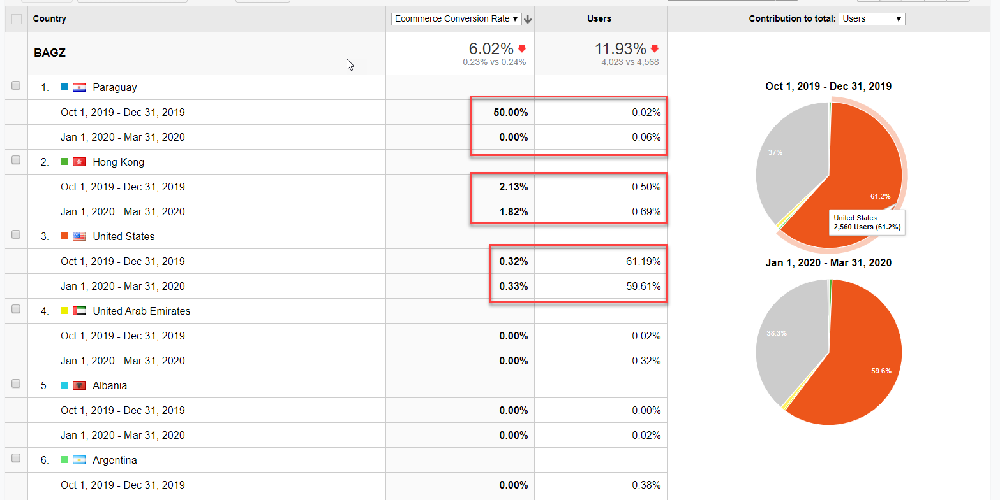 Country Ecommerce Conversion Rate ▼ Users Contribution to total: Users ▼
BAGZ 6.02% 11.93%
0.23% vs 0.24% 4,023 vs 4,568
1. Paraguay
Oct 1, 2019 - Dec 31, 2019 50.00% 0.02%
Jan 1, 2020 - Mar 31, 2020 0.00% 0.06%
2. Hong Kong
Oct 1, 2019 - Dec 31, 2019 2.13% 0.50%
Jan 1, 2020 - Mar 31, 2020 1.82% 0.69%
3. United States
Oct 1, 2019 - Dec 31, 2019 0.32% 61.19%
Jan 1, 2020 - Mar 31, 2020 0.33% 59.61%
4. United Arab Emirates
Oct 1, 2019 - Dec 31, 2019 0.00% 0.02%
Jan 1, 2020 - Mar 31, 2020 0.00% 0.32%
5. Albania
Oct 1, 2019 - Dec 31, 2019 0.00% 0.00%
Jan 1, 2020 - Mar 31, 2020 0.00% 0.02%
6. Argentina
Oct 1, 2019 - Dec 31, 2019 0.00% 0.38%
Oct 1, 2019 - Dec 31, 2019
37%
61.2%
United States
2,560 Users (61.2%)
Jan 1, 2020 - Mar 31, 2020
38.3%
59.6%